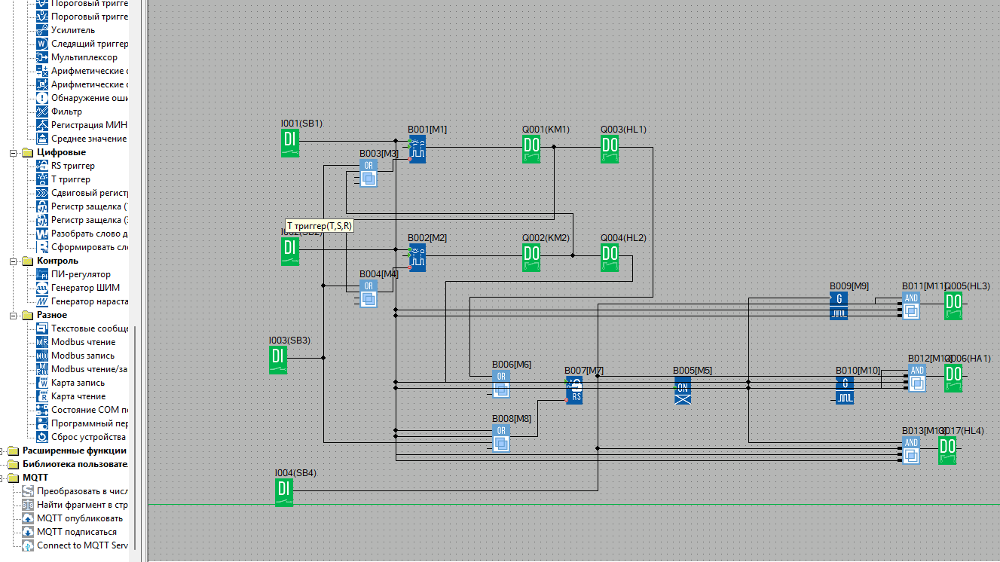 Пороговый тригге
Пороговый тригге
Усилитель
Следящий триггер
Мультиплексор
Арифметические о
Арифметические о
Обнаружение оши
Фильтр
Регистрация МИН
Среднее значение
Цифровые
RS триггер
T триггер
Сдвиговый регистр
Регистр защелка (
Регистр защелка (
Разобрать слово д
Сформировать сло
Контроль
ПИ-регулятор
Генератор ШИМ
Генератор нараста
Разное
Текстовые сообще
Modbus чтение
Modbus запись
Modbus чтение/за
Карта запись
Карта чтение
Состояние COM по
Программный пер
Сброс устройства
Расширенные функции
Библиотека пользовате
MQTT
Преобразовать в числ
Найти фрагмент в стр
MQTT опубликовать
MQTT подписаться
Connect to MQTT Serv
I001(SB1)
DI
B001[M1]
Q001(KM1)
DO
Q003(HL1)
DO
B003[M3]
OR
T триггер(T,S,R)
I002(SB2)
DI
B002[M2]
Q002(KM2)
DO
Q004(HL2)
DO
B004[M4]
OR
B009[M9]
G
B011[M11]
AND
Q005(HL3)
DO
I003(SB3)
DI
B006[M6]
OR
B007[M7]
RS
B005[M5]
ON
B010[M10]
G
B012[M12]
AND
Q006(HA1)
DO
B008[M8]
OR
B013[M13]
AND
Q017(HL4)
DO
I004(SB4)
DI